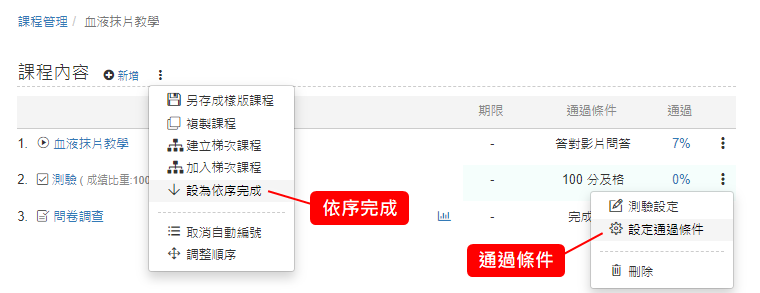 課程管理 / 血液抹片教學
課程內容 新增
另存成樣版課程
複製課程
建立梯次課程
加入梯次課程
設為依序完成
取消自動編號
調整順序
依序完成
期限 通過條件 通過
1. 血液抹片教學 - 答對影片問答 7%
2. 測驗 ( 成績比重:100 - 100 分及格 0%
3. 問卷調查 - 完成
測驗設定
設定通過條件
刪除
通過條件